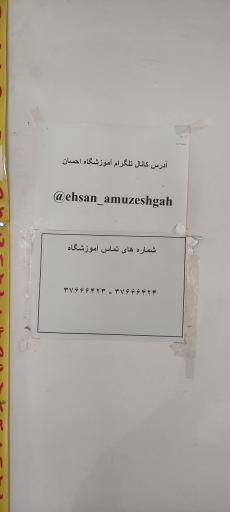 آدرس کانال تلگرام آموزشگاه احسان
@ehsan_amuzeshgah
شماره های تماس آموزشگاه
۳۷۶۶۶۴۲۳ - ۳۷۶۶۶۴۲۴